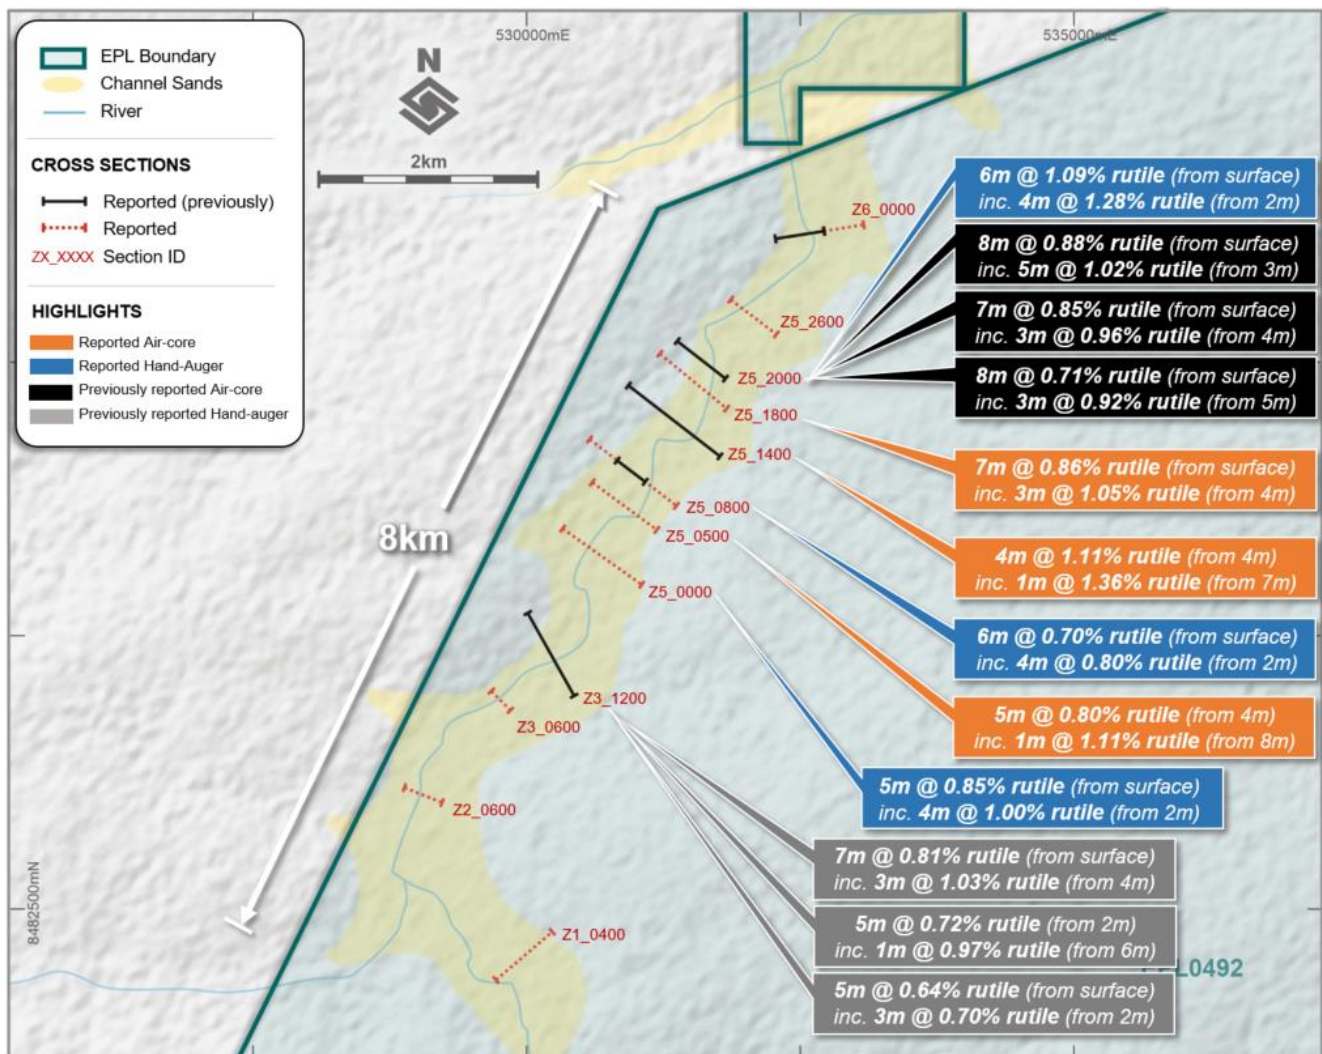 530000mE
535000mE
EPL Boundary
Channel Sands
River
CROSS SECTIONS
Reported (previously)
Reported
ZX_XXXX Section ID
HIGHLIGHTS
Reported Air-core
Reported Hand-Auger
Previously reported Air-core
Previously reported Hand-auger
N
2km
8km
8482500mN
Z6_0000
Z5_2600
Z5_2000
Z5_1800
Z5_1400
Z5_0800
Z5_0500
Z5_0000
Z3_1200
Z3_0600
Z2_0600
Z1_0400
6m @ 1.09% rutile (from surface)
inc. 4m @ 1.28% rutile (from 2m)
8m @ 0.88% rutile (from surface)
inc. 5m @ 1.02% rutile (from 3m)
7m @ 0.85% rutile (from surface)
inc. 3m @ 0.96% rutile (from 4m)
8m @ 0.71% rutile (from surface)
inc. 3m @ 0.92% rutile (from 5m)
7m @ 0.86% rutile (from surface)
inc. 3m @ 1.05% rutile (from 4m)
4m @ 1.11% rutile (from 4m)
inc. 1m @ 1.36% rutile (from 7m)
6m @ 0.70% rutile (from surface)
inc. 4m @ 0.80% rutile (from 2m)
5m @ 0.80% rutile (from 4m)
inc. 1m @ 1.11% rutile (from 8m)
5m @ 0.85% rutile (from surface)
inc. 4m @ 1.00% rutile (from 2m)
7m @ 0.81% rutile (from surface)
inc. 3m @ 1.03% rutile (from 4m)
5m @ 0.72% rutile (from 2m)
inc. 1m @ 0.97% rutile (from 6m)
5m @ 0.64% rutile (from surface)
inc. 3m @ 0.70% rutile (from 2m)